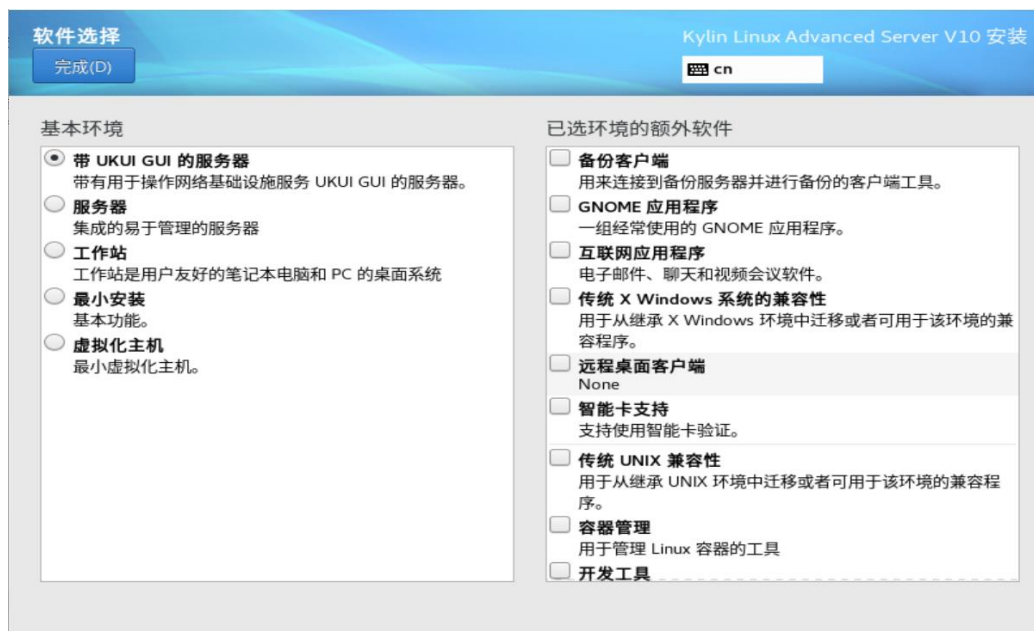 软件选择
Kylin Linux Advanced Server V10 安装
完成(D)
cn
基本环境
带 UKUI GUI 的服务器
带有用于操作网络基础设施服务 UKUI GUI 的服务器。
服务器
集成的易于管理的服务器
工作站
工作站是用户友好的笔记本电脑和 PC 的桌面系统
最小安装
基本功能。
虚拟化主机
最小虚拟化主机。
已选环境的额外软件
备份客户端
用来连接到备份服务器并进行备份的客户端工具。
GNOME 应用程序
一组经常使用的 GNOME 应用程序。
互联网应用程序
电子邮件、聊天和视频会议软件。
传统 X Windows 系统的兼容性
用于从继承 X Windows 环境中迁移或者可用于该环境的兼
容程序。
远程桌面客户端
None
智能卡支持
支持使用智能卡验证。
传统 UNIX 兼容性
用于从继承 UNIX 环境中迁移或者可用于该环境的兼容程
序。
容器管理
用于管理 Linux 容器的工具
开发工具